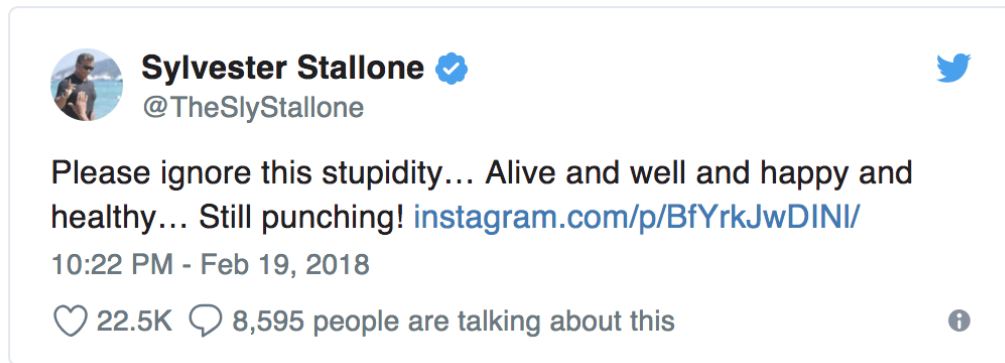 Sylvester Stallone
@TheSlyStallone
Please ignore this stupidity… Alive and well and happy and
healthy… Still punching! instagram.com/p/BfYrkJwDINl/
10:22 PM - Feb 19, 2018
22.5K 8,595 people are talking about this